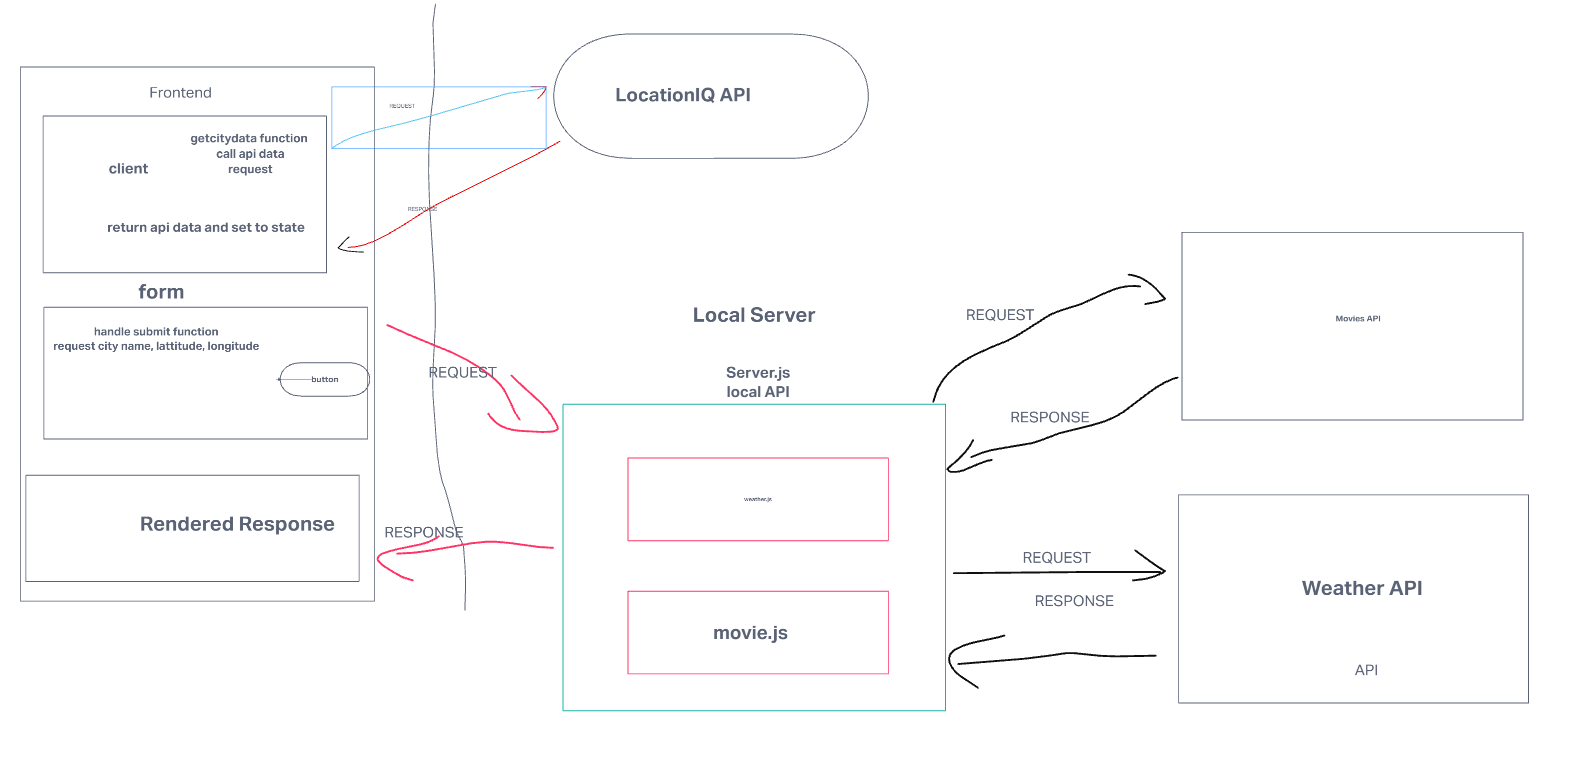 Frontend
client
getcitydata function
call api data
request
return api data and set to state
form
handle submit function
request city name, lattitude, longitude
button
Rendered Response
REQUEST
RESPONSE
LocationIQ API
REQUEST
RESPONSE
Local Server
Server.js
local API
weather.js
movie.js
REQUEST
RESPONSE
Movies API
REQUEST
RESPONSE
Weather API
API